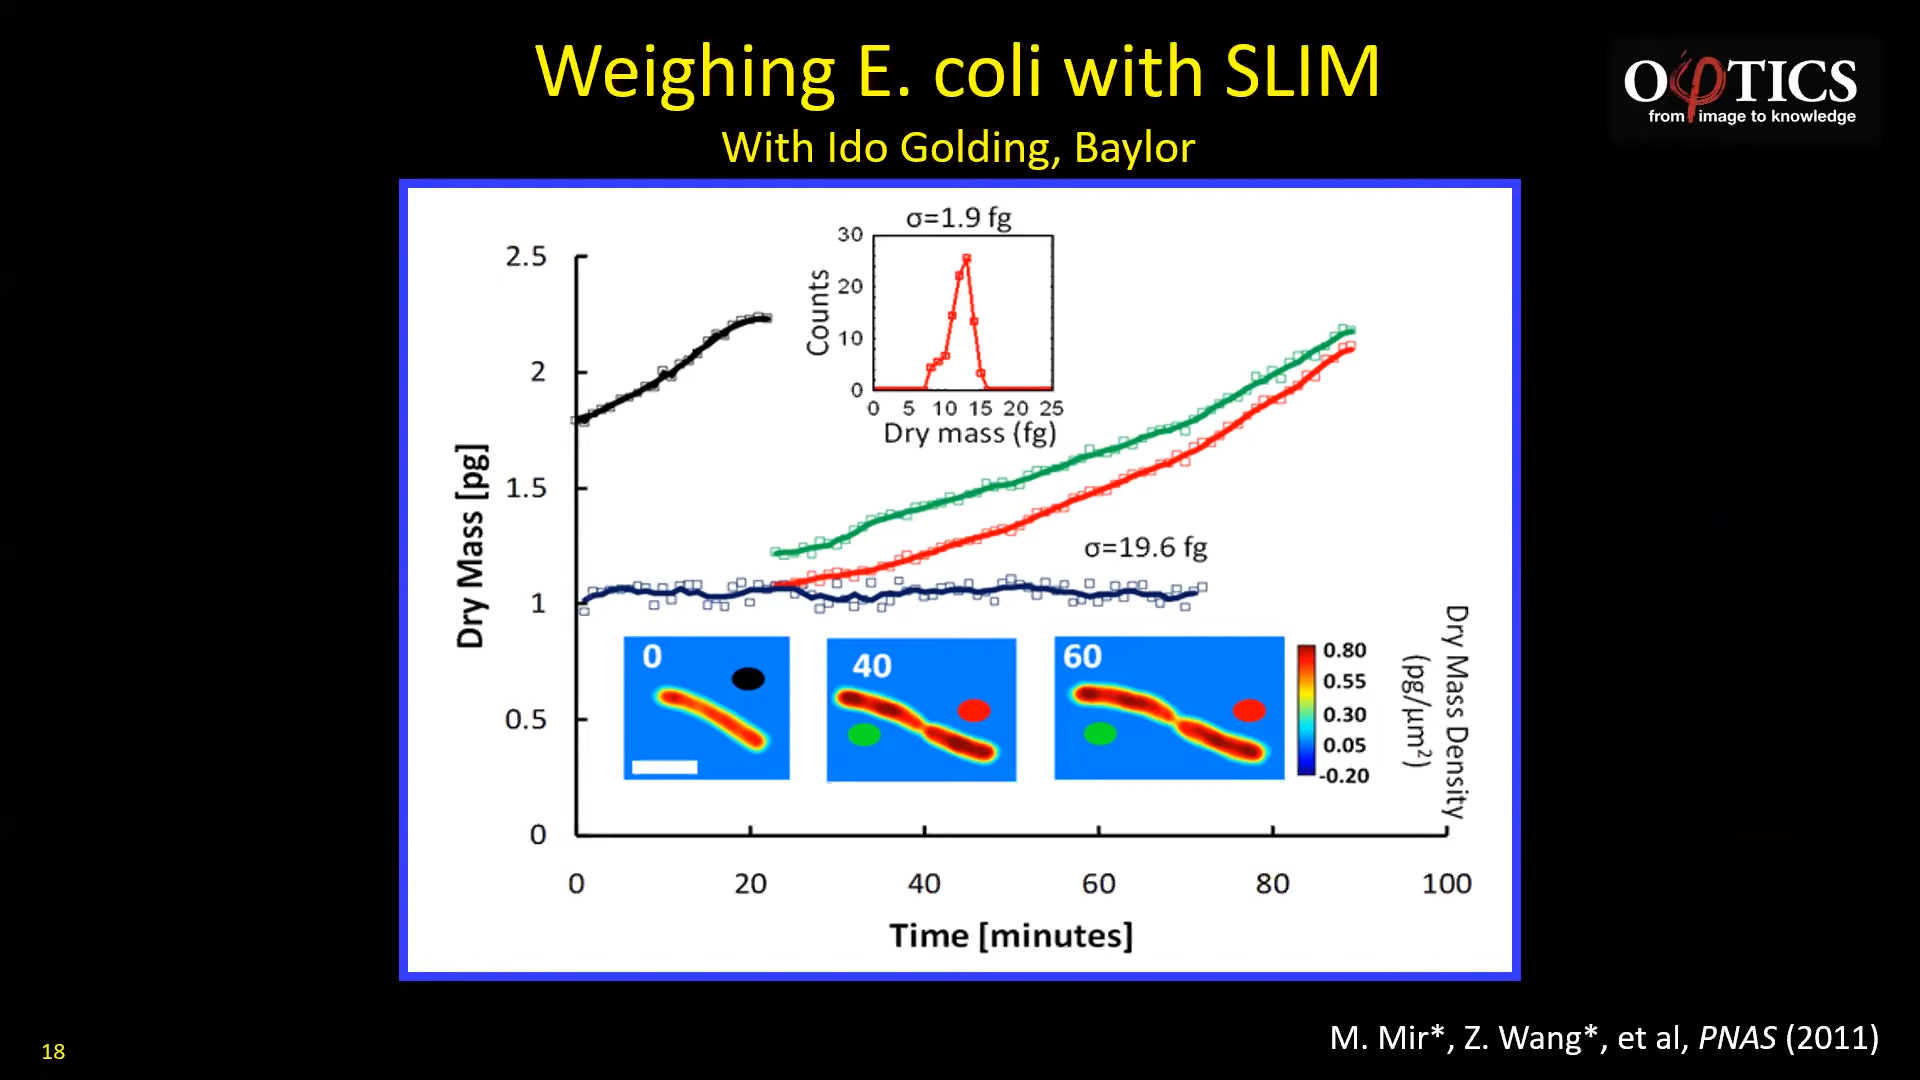 Weighing E. coli with SLIM
With Ido Golding, Baylor
OφTICS
from image to knowledge
σ=1.9 fg
30
20
10
0
Counts
0 5 10 15 20 25
Dry mass (fg)
2.5
2
1.5
1
0.5
0
Dry Mass [pg]
σ=19.6 fg
0
40
60
0.80
0.55
0.30
0.05
-0.20
Dry Mass Density
(pg/μm²)
0 20 40 60 80 100
Time [minutes]
M. Mir*, Z. Wang*, et al, PNAS (2011)
18